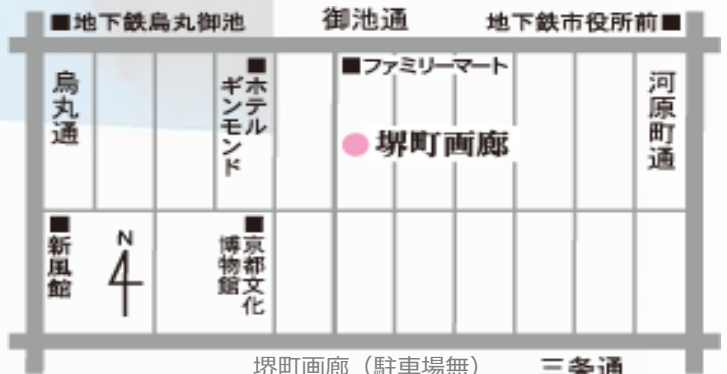 ■地下鉄烏丸御池
御池通
地下鉄市役所前■
烏丸通
■ホテル
ギンモンド
■ファミリーマート
堺町画廊
河原町通
■新風館
N
■京都文化
博物館
堺町画廊（駐車場無）
三条通